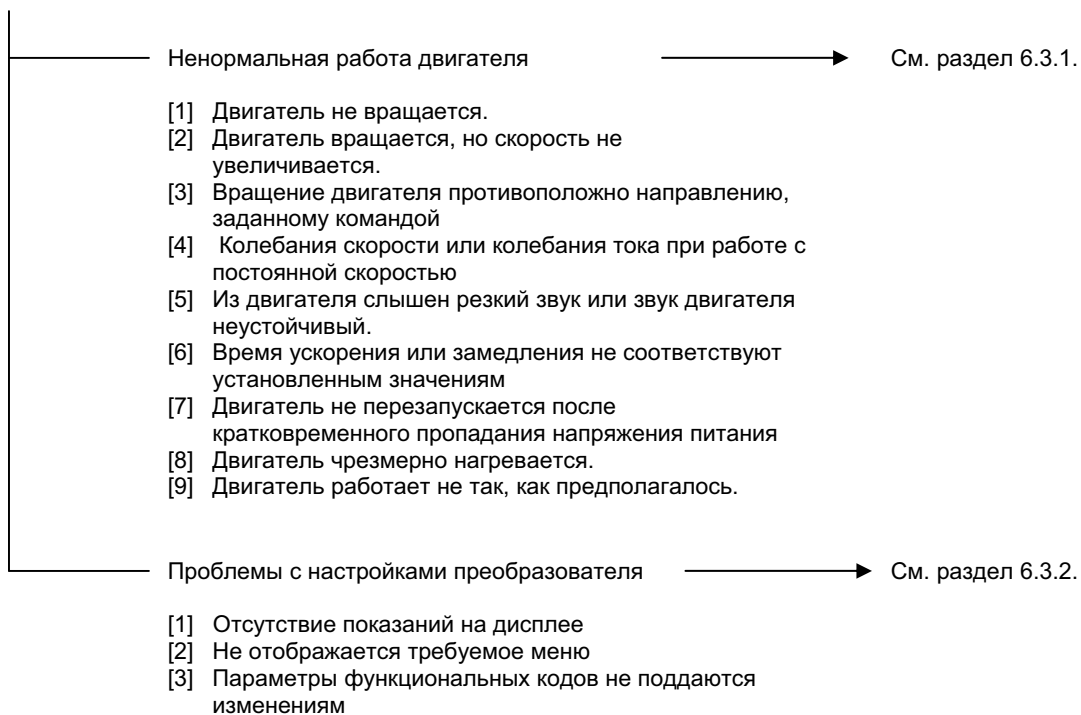 Ненормальная работа двигателя См. раздел 6.3.1.
[1] Двигатель не вращается.
[2] Двигатель вращается, но скорость не
увеличивается.
[3] Вращение двигателя противоположно направлению,
заданному командой
[4] Колебания скорости или колебания тока при работе с
постоянной скоростью
[5] Из двигателя слышен резкий звук или звук двигателя
неустойчивый.
[6] Время ускорения или замедления не соответствуют
установленным значениям
[7] Двигатель не перезапускается после
кратковременного пропадания напряжения питания
[8] Двигатель чрезмерно нагревается.
[9] Двигатель работает не так, как предполагалось.
Проблемы с настройками преобразователя См. раздел 6.3.2.
[1] Отсутствие показаний на дисплее
[2] Не отображается требуемое меню
[3] Параметры функциональных кодов не поддаются
изменениям